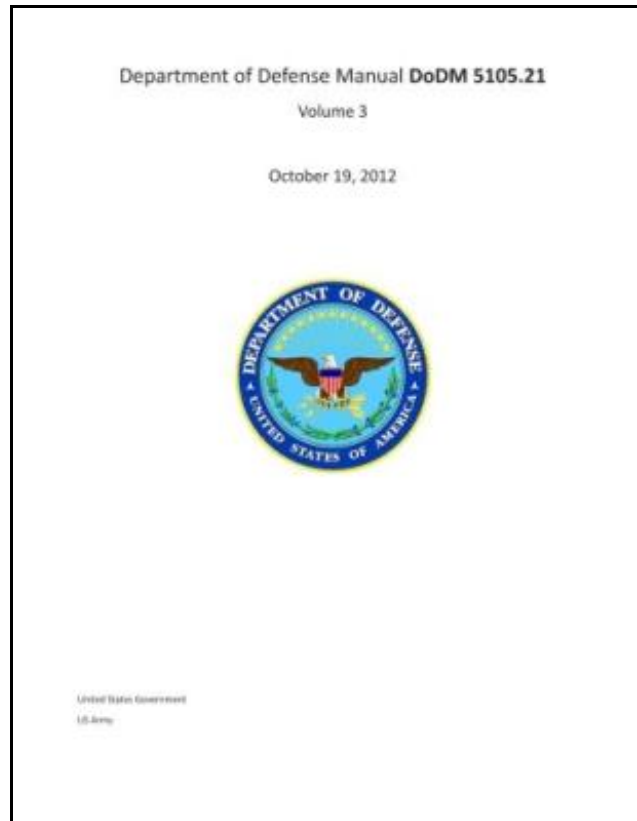 Department of Defense Manual DoDM 5105.21
Volume 3
October 19, 2012
DEPARTMENT OF DEFENSE
UNITED STATES OF AMERICA
United States Government
US Army